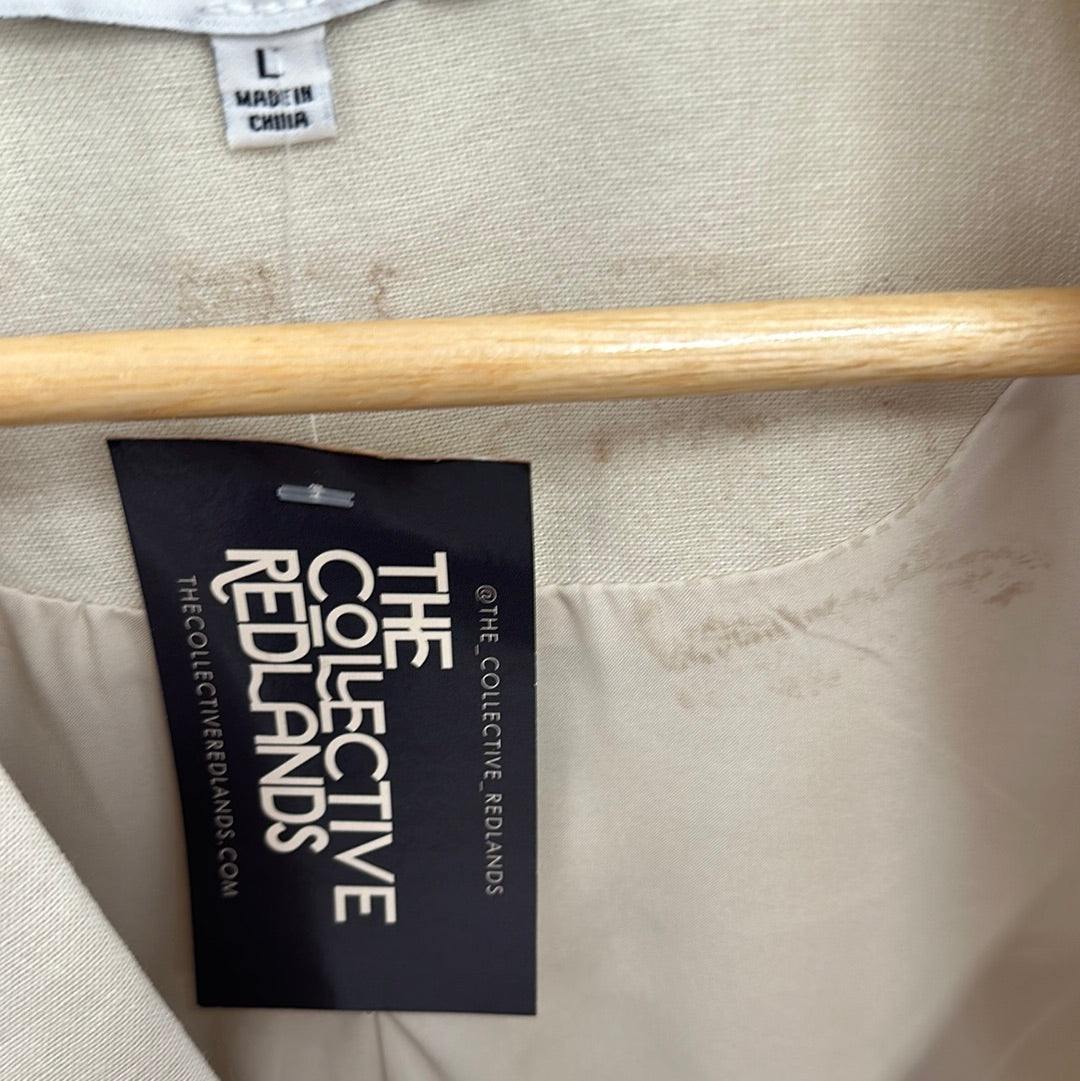 L
MADE IN
CHINA
@THE_COLLECTIVE_REDLANDS
THE
COLLECTIVE
REDLANDS
THECOLLECTIVEREDLANDS.COM